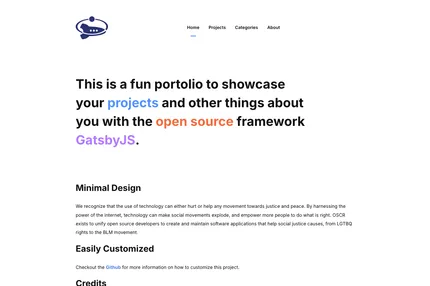 Home Projects Categories About
This is a fun portolio to showcase
your projects and other things about
you with the open source framework
GatsbyJS.
Minimal Design
We recognize that the use of technology can either hurt or help any movement towards justice and peace. By harnessing the
power of the internet, technology can make social movements explode, and empower more people to do what is right. OSCR
exists to unify open source developers to create and maintain software applications that help social justice causes, from LGTBQ
rights to the BLM movement.
Easily Customized
Checkout the Github for more information on how to customize this project.
Credits